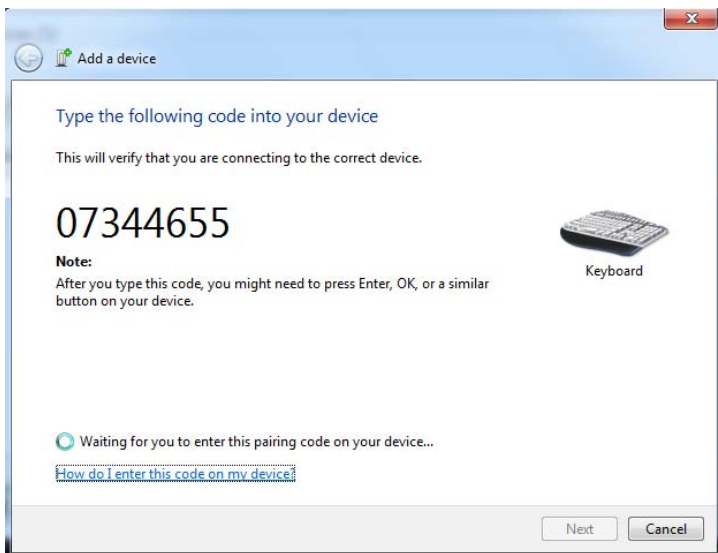 Add a device
Type the following code into your device
This will verify that you are connecting to the correct device.
07344655
Note:
After you type this code, you might need to press Enter, OK, or a similar
button on your device.
Keyboard
Waiting for you to enter this pairing code on your device...
How do I enter this code on my device?
Next
Cancel